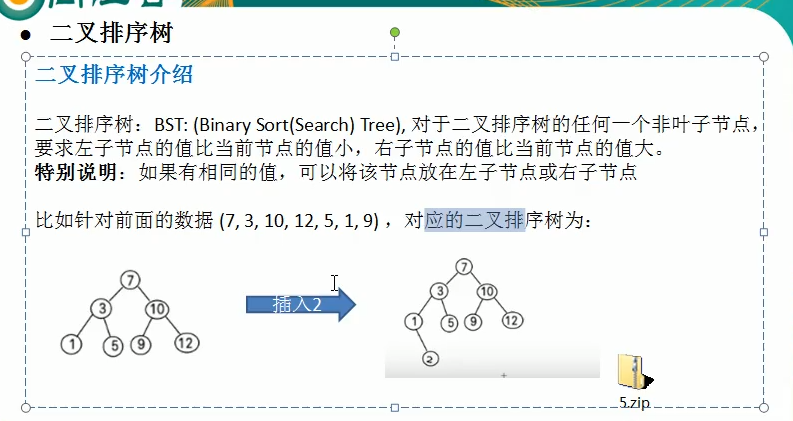 二叉排序树
二叉排序树介绍
二叉排序树：BST: (Binary Sort(Search) Tree), 对于二叉排序树的任何一个非叶子节点，
要求左子节点的值比当前节点的值小，右子节点的值比当前节点的值大。
特别说明：如果有相同的值，可以将该节点放在左子节点或右子节点
比如针对前面的数据 (7, 3, 10, 12, 5, 1, 9) ，对应的二叉排序树为：
7
3 10
1 5 9 12
插入2
7
3 10
1 5 9 12
2
5.zip